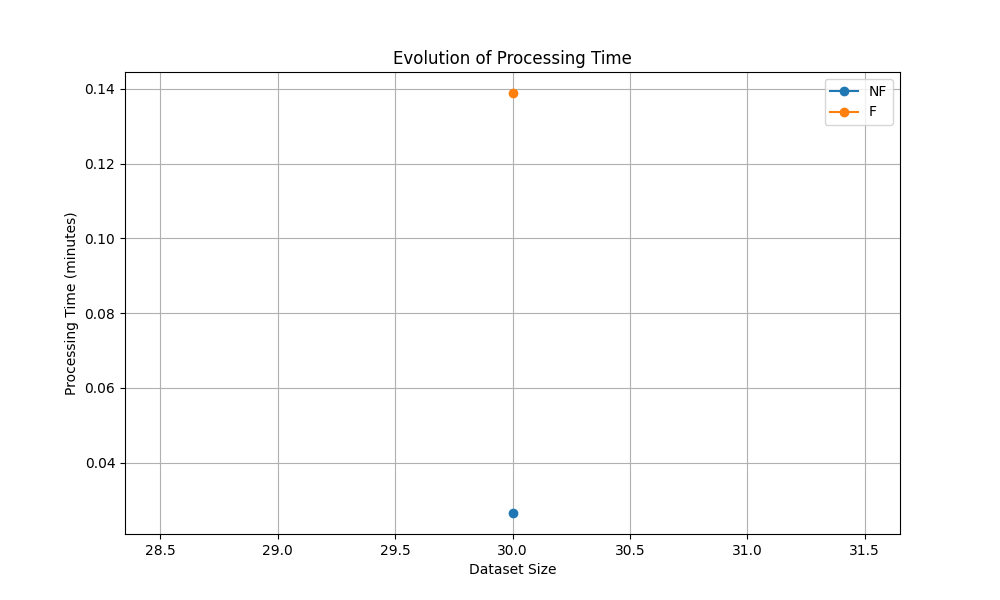 Evolution of Processing Time
NF
F
Processing Time (minutes)
0.14
0.12
0.10
0.08
0.06
0.04
28.5 29.0 29.5 30.0 30.5 31.0 31.5
Dataset Size